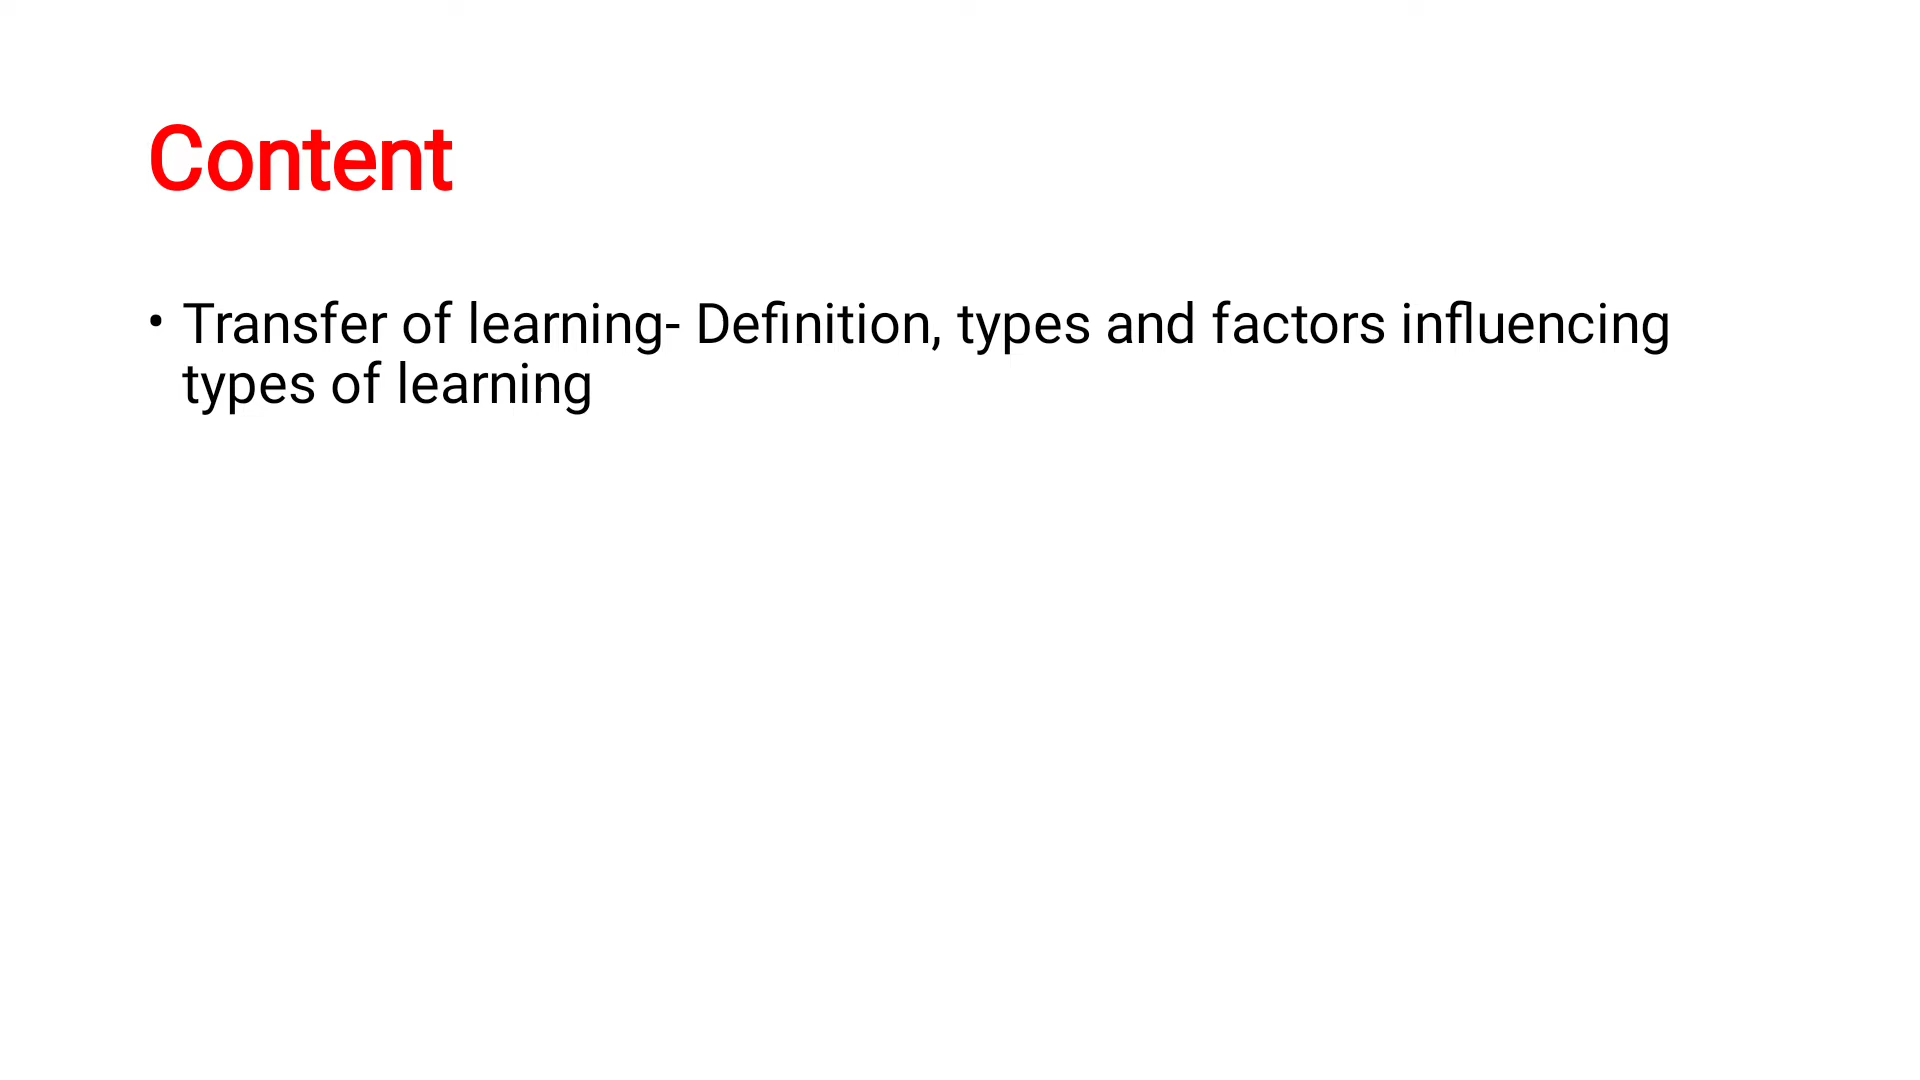 Content
• Transfer of learning- Definition, types and factors influencing
types of learning